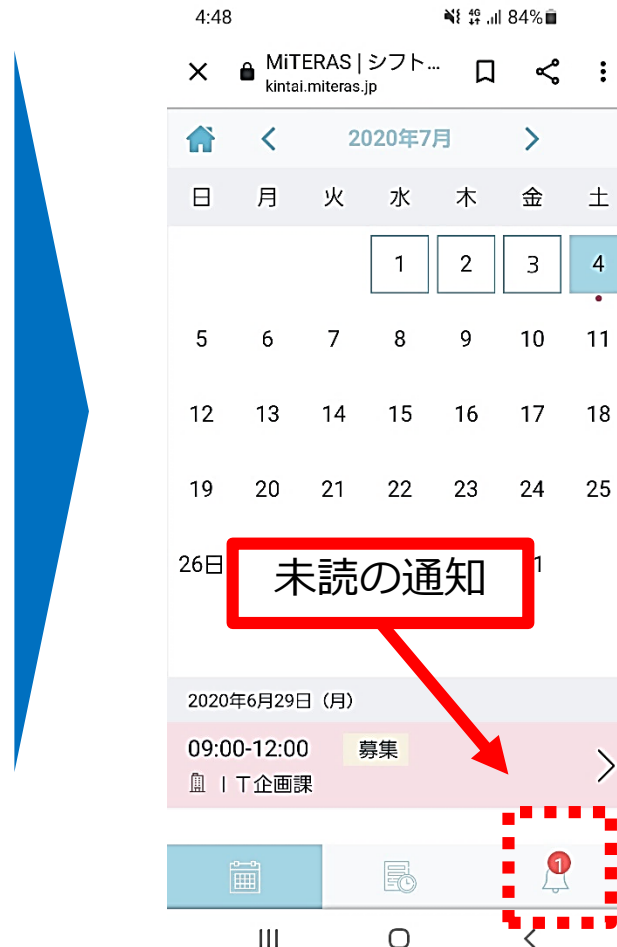 4:48 4G 84%
MiTERAS | シフト...
kintai.miteras.jp
2020年7月
日 月 火 水 木 金 土
1 2 3 4
5 6 7 8 9 10 11
12 13 14 15 16 17 18
19 20 21 22 23 24 25
26日
未読の通知
2020年6月29日（月）
09:00-12:00 募集
ＩＴ企画課
1